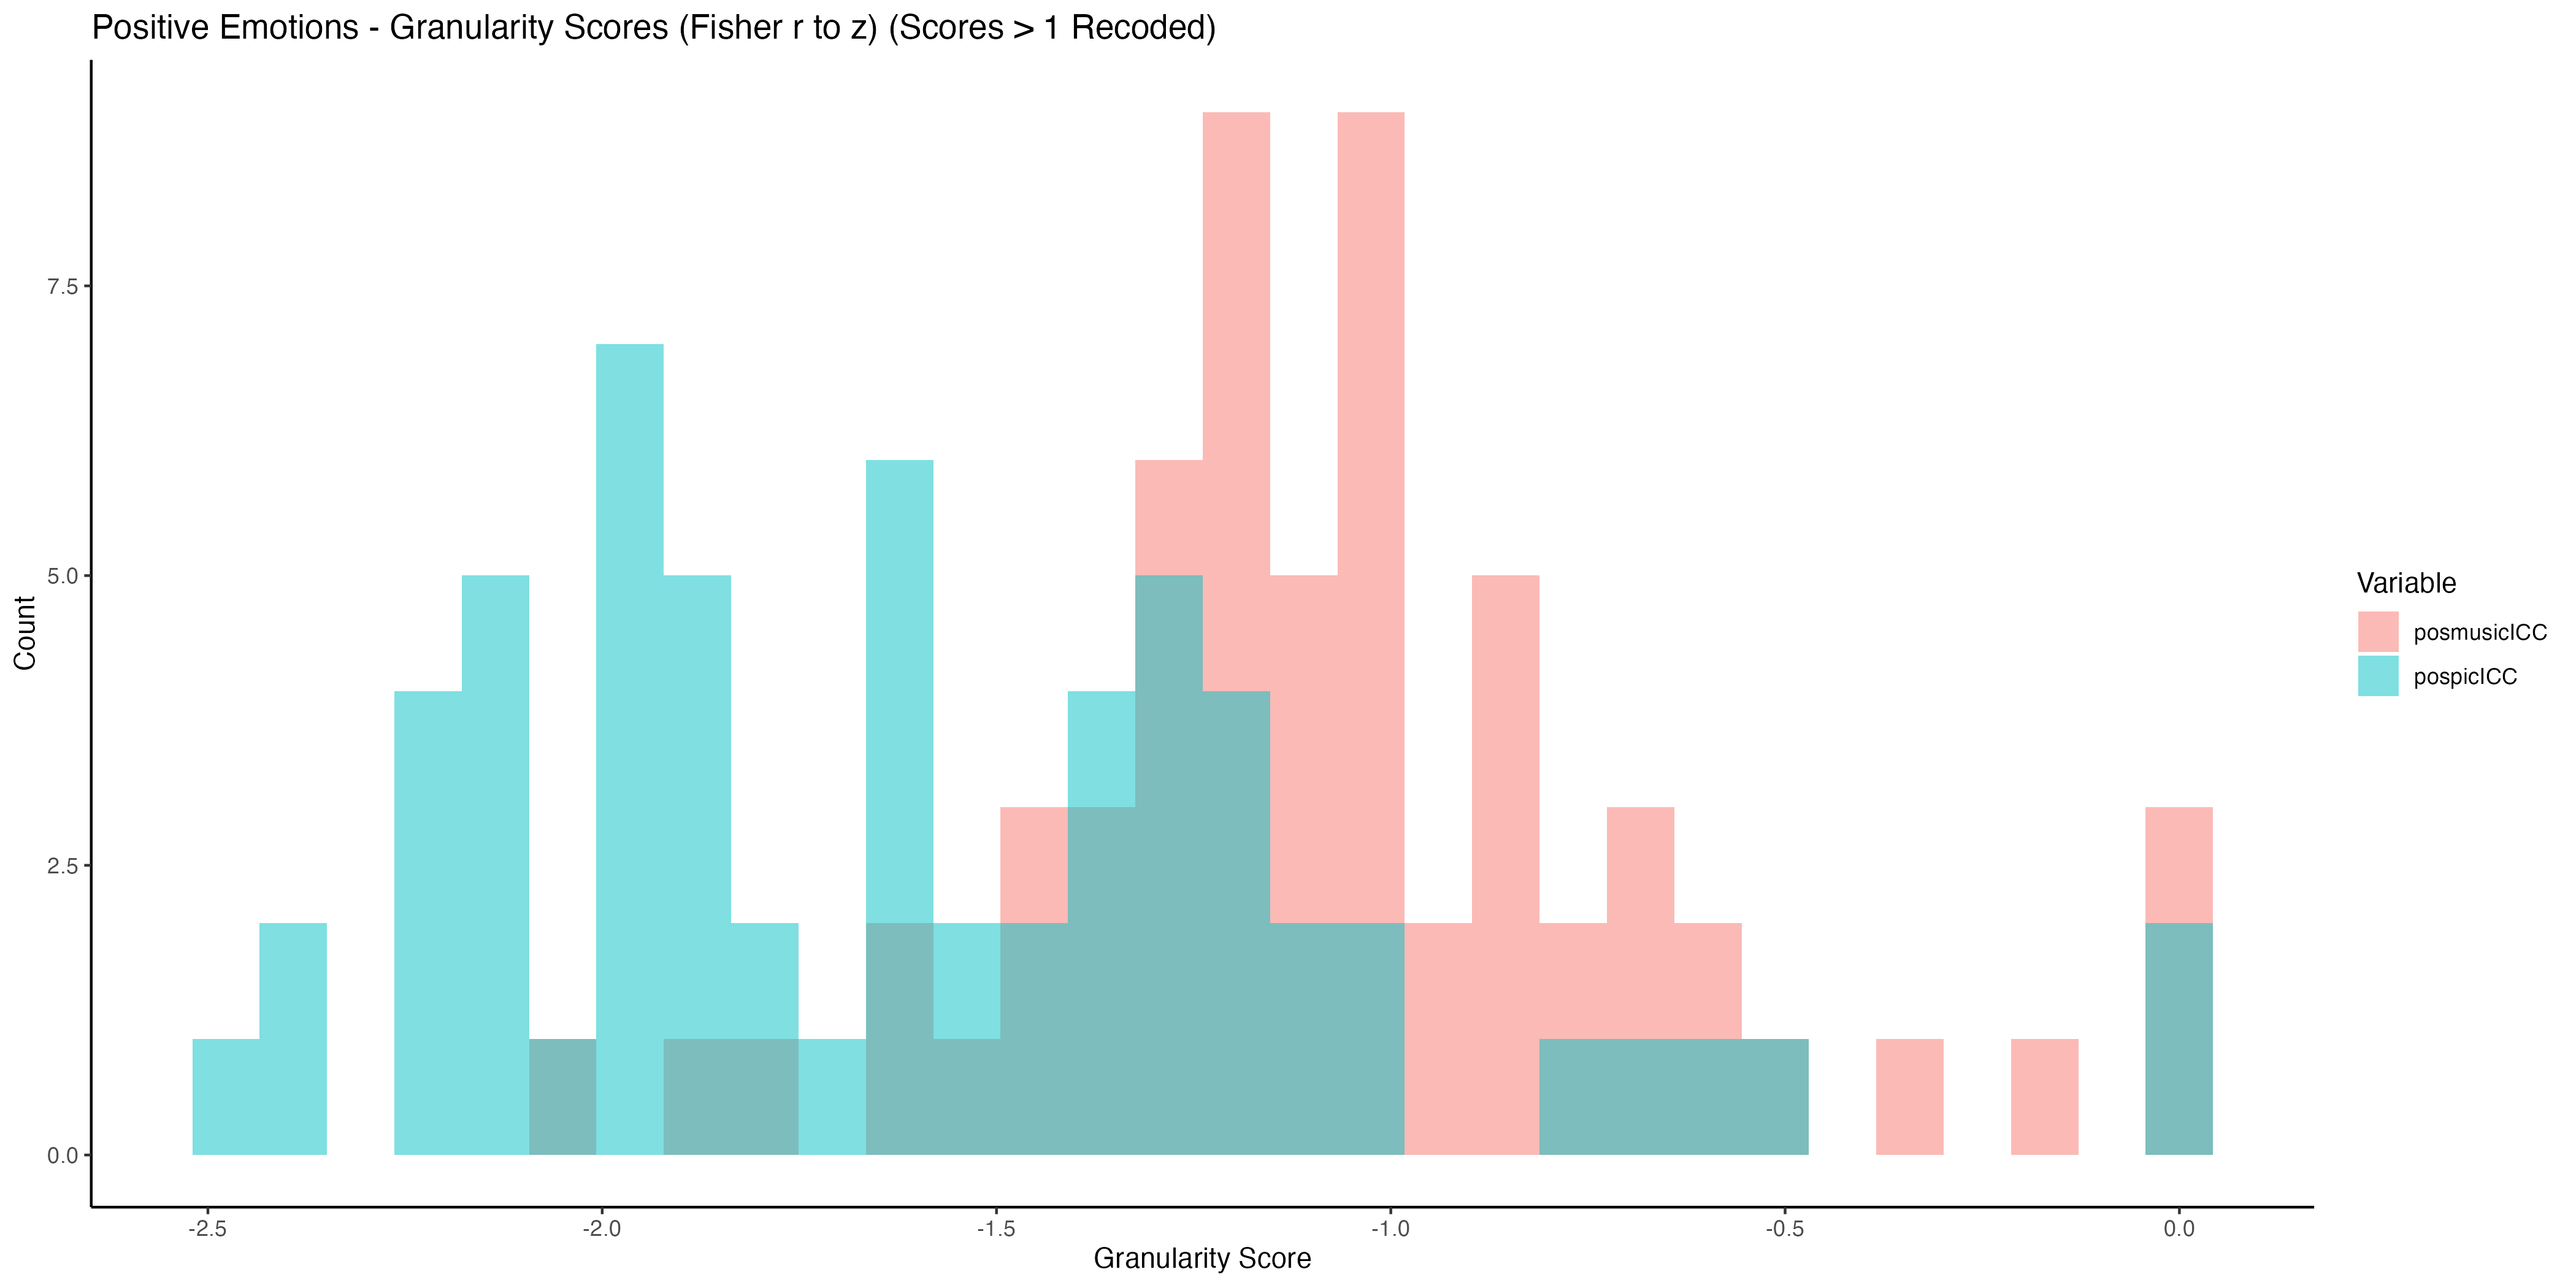 Positive Emotions - Granularity Scores (Fisher r to z) (Scores > 1 Recoded)
7.5
5.0
2.5
0.0
Count
-2.5 -2.0 -1.5 -1.0 -0.5 0.0
Granularity Score
Variable
posmusicICC
pospicICC